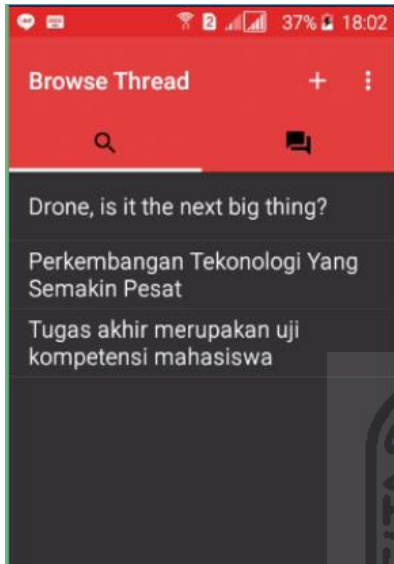 2 37% 18:02
Browse Thread
Drone, is it the next big thing?
Perkembangan Tekonologi Yang
Semakin Pesat
Tugas akhir merupakan uji
kompetensi mahasiswa